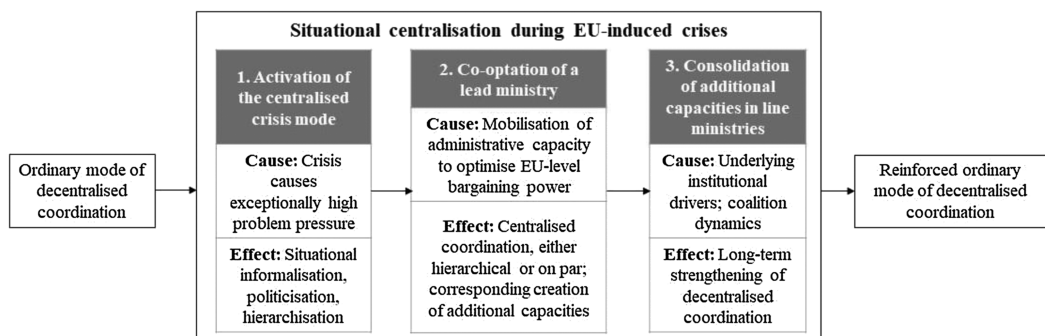 Situational centralisation during EU-induced crises
Ordinary mode of
decentralised
coordination
1. Activation of
the centralised
crisis mode
Cause: Crisis
causes
exceptionally high
problem pressure
Effect: Situational
informalisation,
politicisation,
hierarchisation
2. Co-optation of a
lead ministry
Cause: Mobilisation of
administrative capacity
to optimise EU-level
bargaining power
Effect: Centralised
coordination, either
hierarchical or on par;
corresponding creation
of additional capacities
3. Consolidation
of additional
capacities in line
ministries
Cause: Underlying
institutional
drivers; coalition
dynamics
Effect: Long-term
strengthening of
decentralised
coordination
Reinforced ordinary
mode of decentralised
coordination